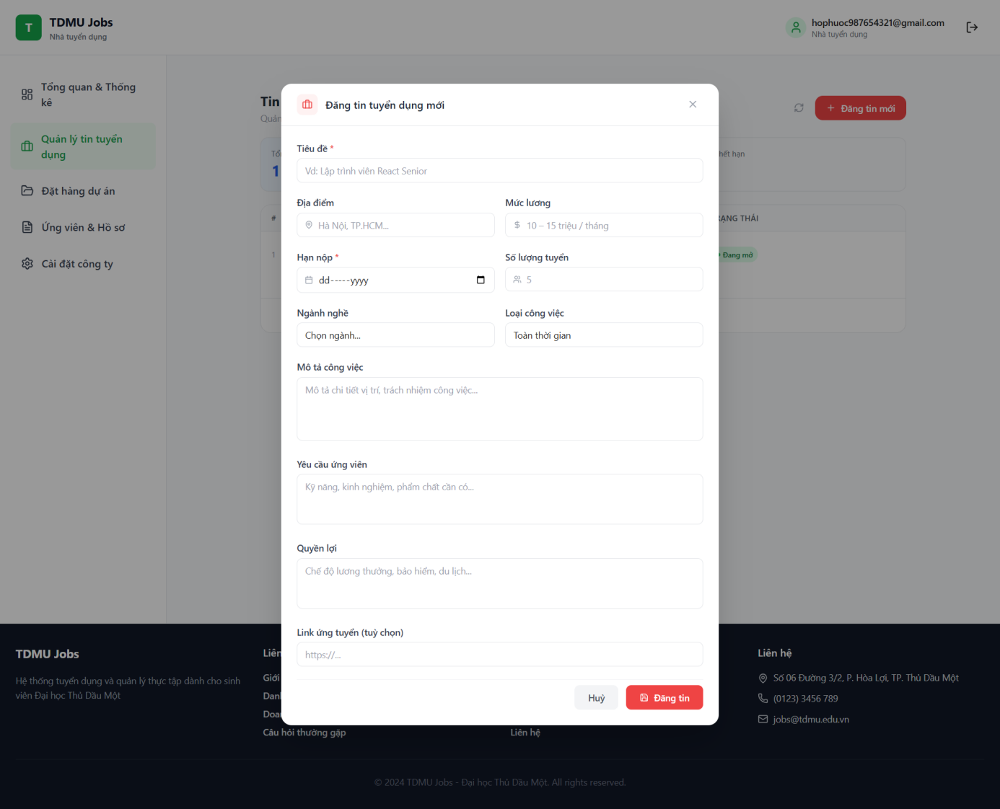 T
TDMU Jobs
Nhà tuyển dụng
hophuoc987654321@gmail.com
Nhà tuyển dụng
Tổng quan & Thống
kê
Quản lý tin tuyển
dụng
Đặt hàng dự án
Ứng viên & Hồ sơ
Cài đặt công ty
Tin
Quản
Đăng tin mới
1
hết hạn
#
RẠNG THÁI
1
Đang mở
Đăng tin tuyển dụng mới
Tiêu đề *
Vd: Lập trình viên React Senior
Địa điểm
Mức lương
Hà Nội, TP.HCM...
$ 10 – 15 triệu / tháng
Hạn nộp *
Số lượng tuyển
dd-----yyyy
5
Ngành nghề
Loại công việc
Chọn ngành...
Toàn thời gian
Mô tả công việc
Mô tả chi tiết vị trí, trách nhiệm công việc...
Yêu cầu ứng viên
Kỹ năng, kinh nghiệm, phẩm chất cần có...
Quyền lợi
Chế độ lương thưởng, bảo hiểm, du lịch...
Link ứng tuyển (tuỳ chọn)
https://...
Huỷ
Đăng tin
TDMU Jobs
Hệ thống tuyển dụng và quản lý thực tập dành cho sinh
viên Đại học Thủ Dầu Một
Liên
Giới
Danh
Doan
Câu hỏi thường gặp
Liên hệ
Liên hệ
Số 06 Đường 3/2, P. Hòa Lợi, TP. Thủ Dầu Một
(0123) 3456 789
jobs@tdmu.edu.vn
© 2024 TDMU Jobs - Đại học Thủ Dầu Một. All rights reserved.